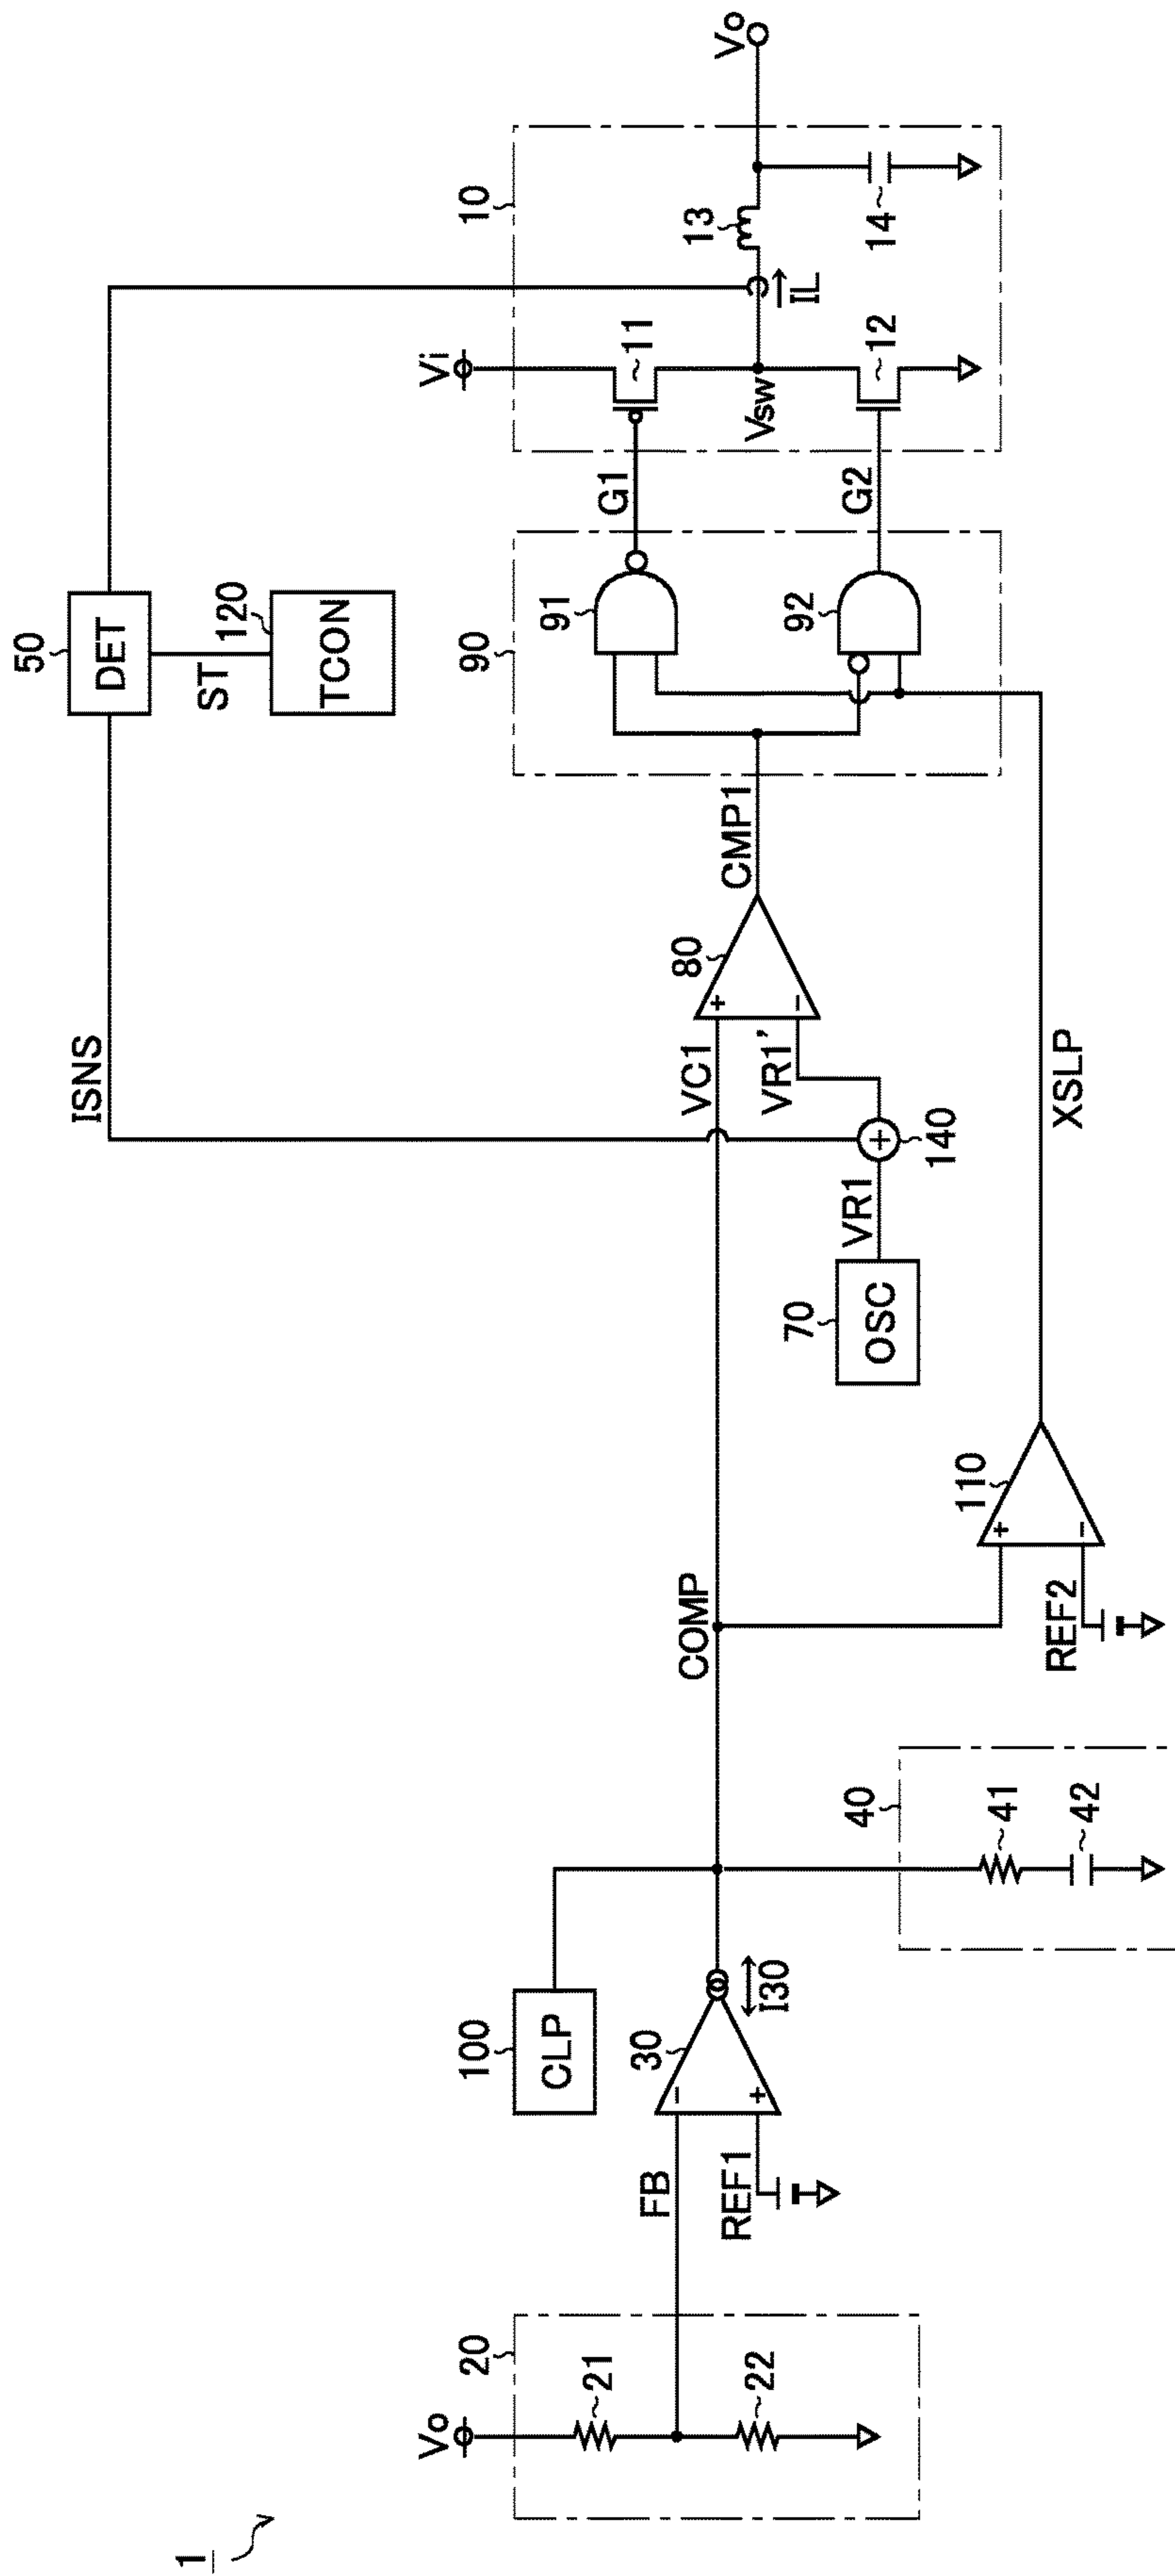 1
Vo
20
21
22
FB
REF1
30
I30
100
CLP
40
41
42
COMP
REF2
110
+
−
XSLP
70
OSC
VR1
140
+
VR1'
VC1
80
+
−
CMP1
ISNS
50
DET
ST
120
TCON
90
91
92
G1
G2
10
Vi
11
12
Vsw
IL
13
14
Vo
−
+